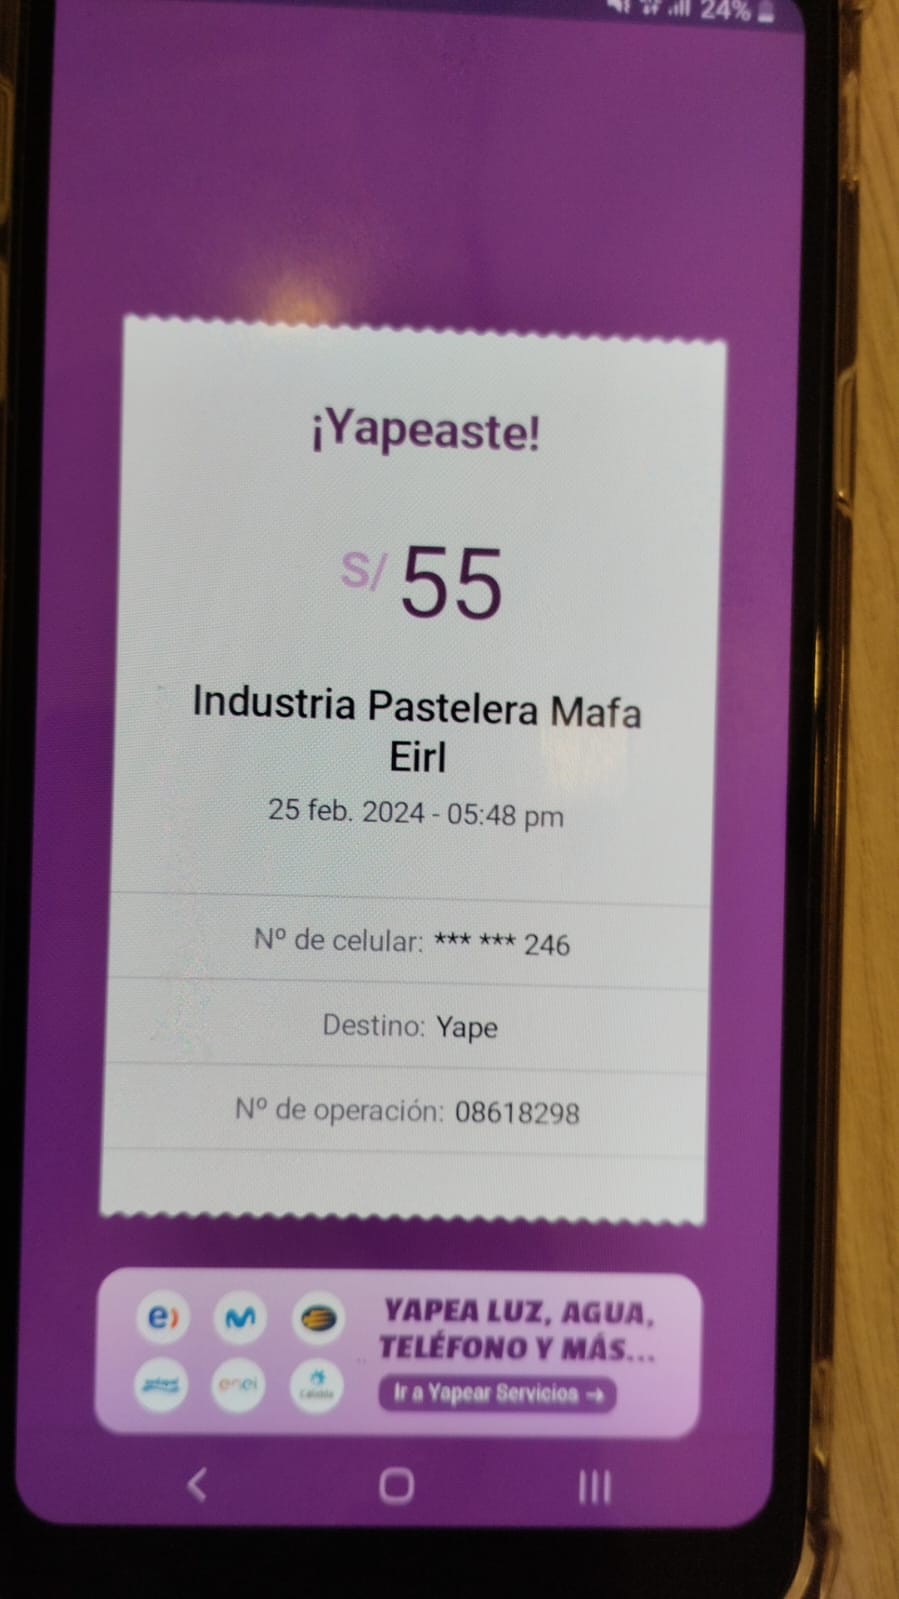 24%
¡Yapeaste!
S/ 55
Industria Pastelera Mafa
Eirl
25 feb. 2024 - 05:48 pm
Nº de celular: *** *** 246
Destino: Yape
Nº de operación: 08618298
e)
YAPEA LUZ, AGUA,
TELÉFONO Y MÁS...
enel
Ir a Yapear Servicios →